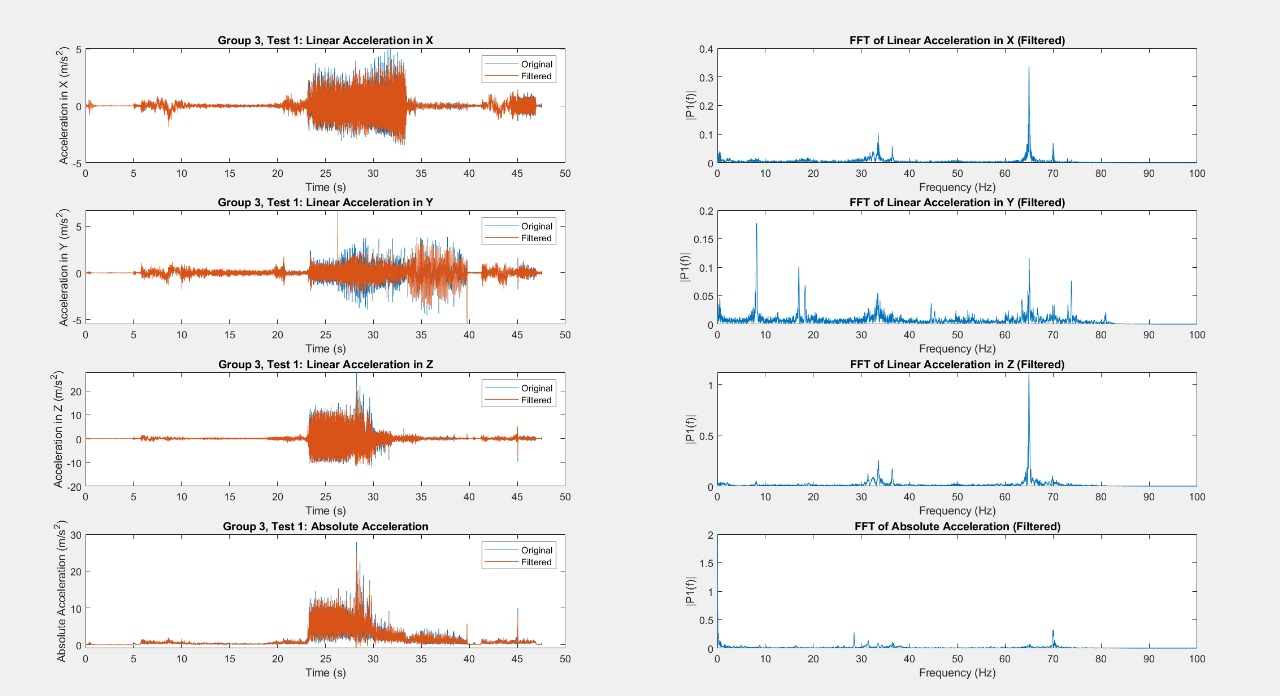 Group 3, Test 1: Linear Acceleration in X
Acceleration in X (m/s²)
5
0
-5
Original
Filtered
0 5 10 15 20 25 30 35 40 45 50
Time (s)
FFT of Linear Acceleration in X (Filtered)
|P1(f)|
0.4
0.3
0.2
0.1
0
0 10 20 30 40 50 60 70 80 90 100
Frequency (Hz)
Group 3, Test 1: Linear Acceleration in Y
Acceleration in Y (m/s²)
5
0
-5
Original
Filtered
0 5 10 15 20 25 30 35 40 45 50
Time (s)
FFT of Linear Acceleration in Y (Filtered)
|P1(f)|
0.2
0.15
0.1
0.05
0
0 10 20 30 40 50 60 70 80 90 100
Frequency (Hz)
Group 3, Test 1: Linear Acceleration in Z
Acceleration in Z (m/s²)
20
10
0
-10
-20
Original
Filtered
0 5 10 15 20 25 30 35 40 45 50
Time (s)
FFT of Linear Acceleration in Z (Filtered)
|P1(f)|
1
0.5
0
0 10 20 30 40 50 60 70 80 90 100
Frequency (Hz)
Group 3, Test 1: Absolute Acceleration
Absolute Acceleration (m/s²)
30
20
10
0
Original
Filtered
0 5 10 15 20 25 30 35 40 45 50
Time (s)
FFT of Absolute Acceleration (Filtered)
|P1(f)|
2
1.5
1
0.5
0
0 10 20 30 40 50 60 70 80 90 100
Frequency (Hz)